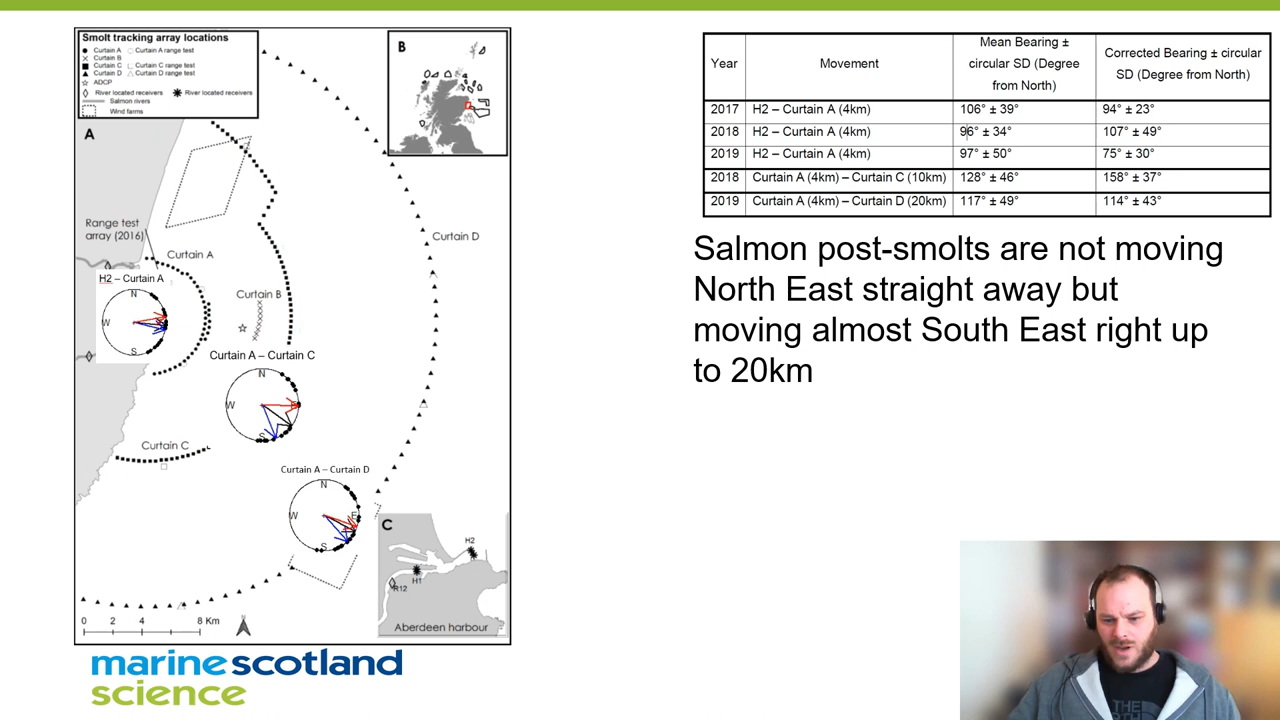 Smolt tracking array locations
Curtain A Curtain A range test
Curtain B
Curtain C Curtain C range test
Curtain D Curtain D range test
ADCP
River located receivers River located receivers
Salmon rivers
Wind farms
A
B
Range test
array (2016)
Curtain A
Curtain D
H2 – Curtain A
N
W
S
Curtain B
Curtain A – Curtain C
N
W
S
Curtain C
Curtain A – Curtain D
N
W
E
S
C
H2
H1
R12
Aberdeen harbour
0 2 4 8 Km
marinescotland
science
Year Movement Mean Bearing ± circular SD (Degree from North) Corrected Bearing ± circular SD (Degree from North)
2017 H2 – Curtain A (4km) 106° ± 39° 94° ± 23°
2018 H2 – Curtain A (4km) 96° ± 34° 107° ± 49°
2019 H2 – Curtain A (4km) 97° ± 50° 75° ± 30°
2018 Curtain A (4km) – Curtain C (10km) 128° ± 46° 158° ± 37°
2019 Curtain A (4km) – Curtain D (20km) 117° ± 49° 114° ± 43°
Salmon post-smolts are not moving
North East straight away but
moving almost South East right up
to 20km
THE